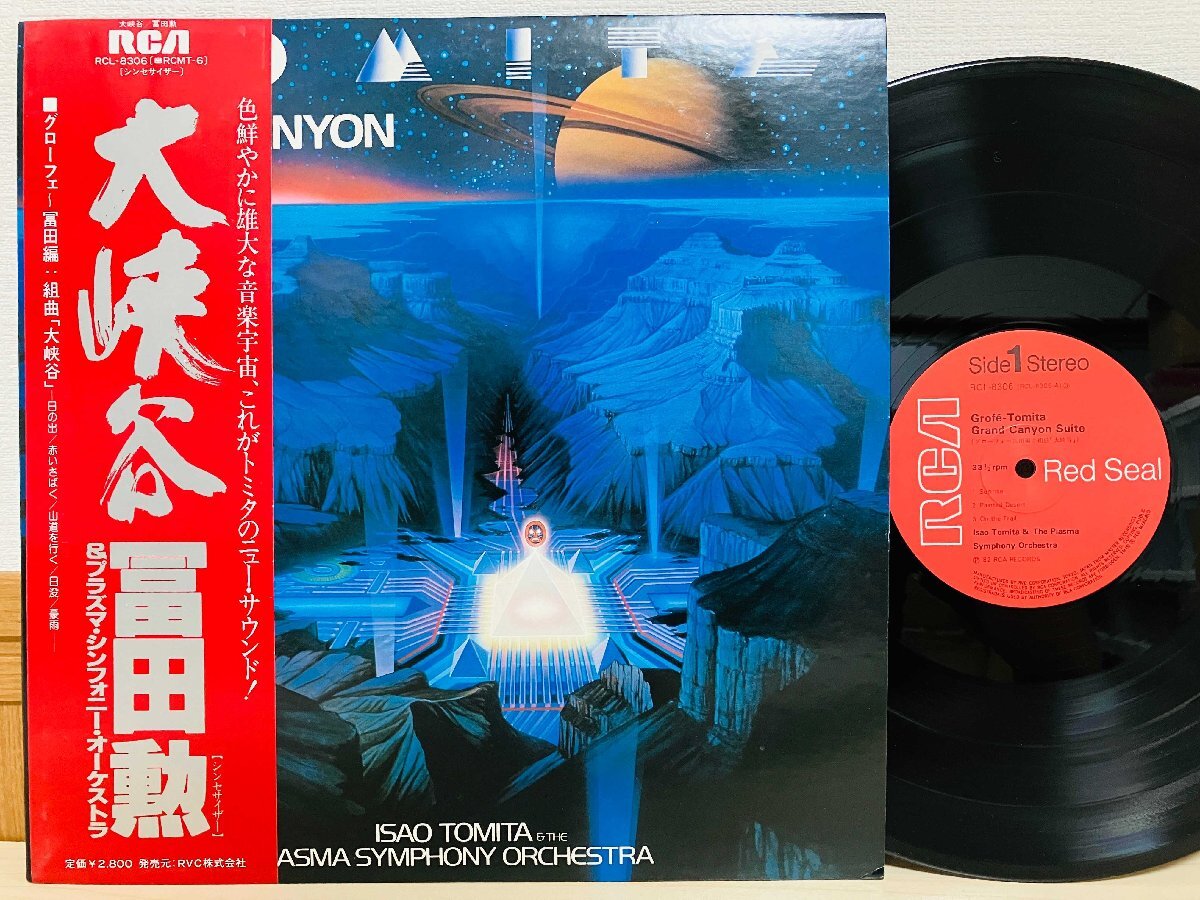 大峡谷/冨田勲
RCA
RCL-8306(●RCMT-6)
[シンセサイザー]
色鮮やかに雄大な音楽宇宙、これがトミタのニュー・サウンド!
大峡谷
■グローフェ〜冨田編:組曲「大峡谷」─日の出/赤いさばく/山道を行く/日没/豪雨─
冨田勲
[シンセサイザー]
&プラズマ・シンフォニー・オーケストラ
定価¥2,800 発売元:RVC株式会社
OMITA
NYON
ISAO TOMITA & THE
ASMA SYMPHONY ORCHESTRA
Side 1 Stereo
RCL-8306
Grofé-Tomita
Grand Canyon Suite
33⅓ rpm
RCA Red Seal
1. Sunrise
2. Painted Desert
3. On the Trail
Isao Tomita & The Plasma
Symphony Orchestra
Ⓟ '82 RCA RECORDS